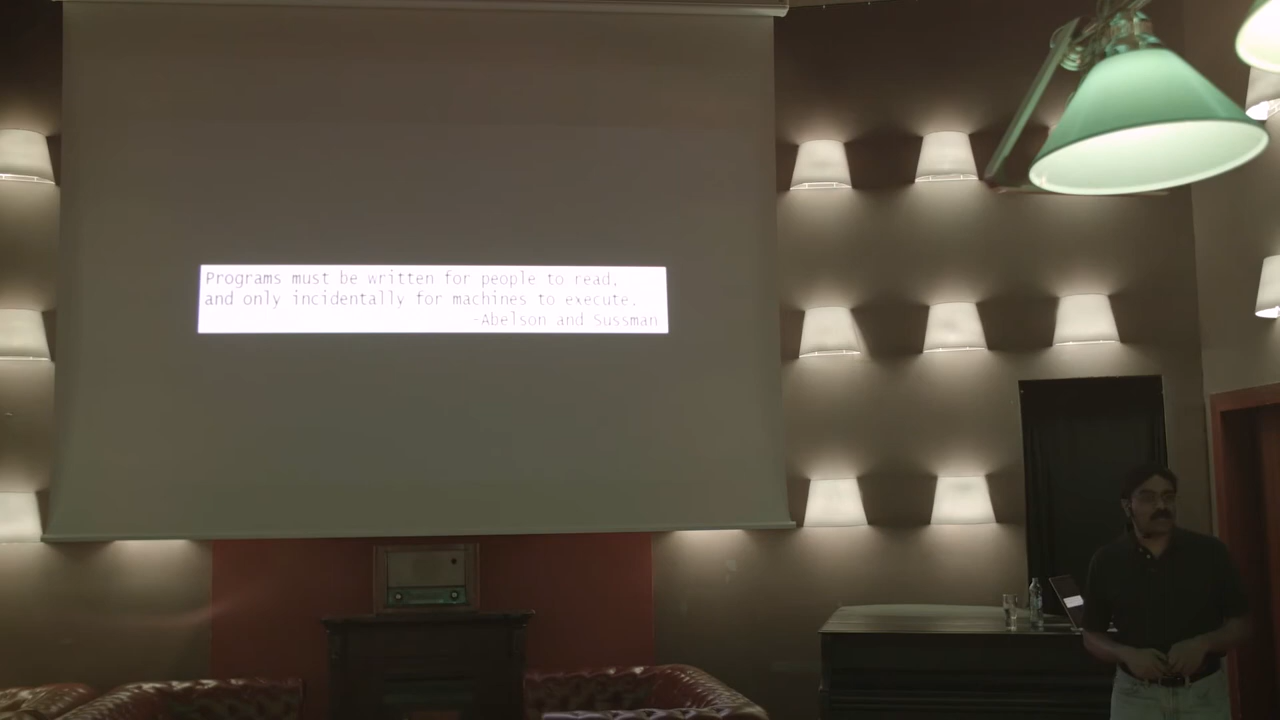 Programs must be written for people to read,
and only incidentally for machines to execute.
-Abelson and Sussman